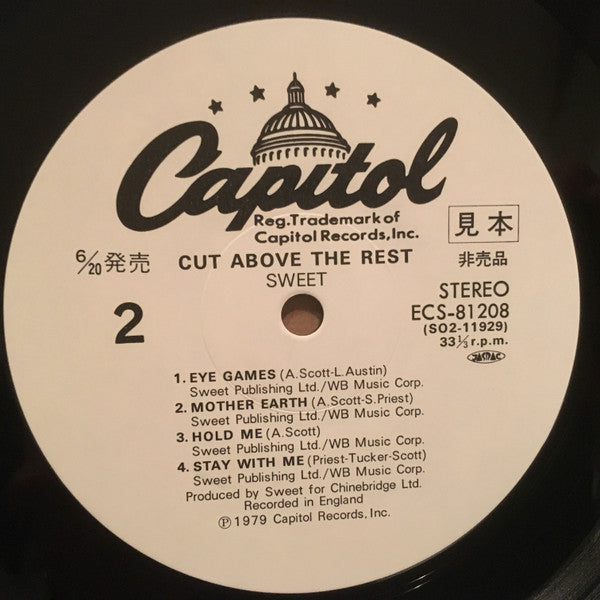 Capitol
Reg.Trademark of
Capitol Records,Inc.
見本
6/20発売
CUT ABOVE THE REST
非売品
SWEET
STEREO
2
ECS-81208
(SO2-11929)
33⅓r.p.m.
JASRAC
1. EYE GAMES (A.Scott-L.Austin)
Sweet Publishing Ltd./WB Music Corp.
2. MOTHER EARTH (A.Scott-S.Priest)
Sweet Publishing Ltd./WB Music Corp.
3. HOLD ME (A.Scott)
Sweet Publishing Ltd./WB Music Corp.
4. STAY WITH ME (Priest-Tucker-Scott)
Sweet Publishing Ltd./WB Music Corp.
Produced by Sweet for Chinebridge Ltd.
Recorded in England
℗1979 Capitol Records, Inc.